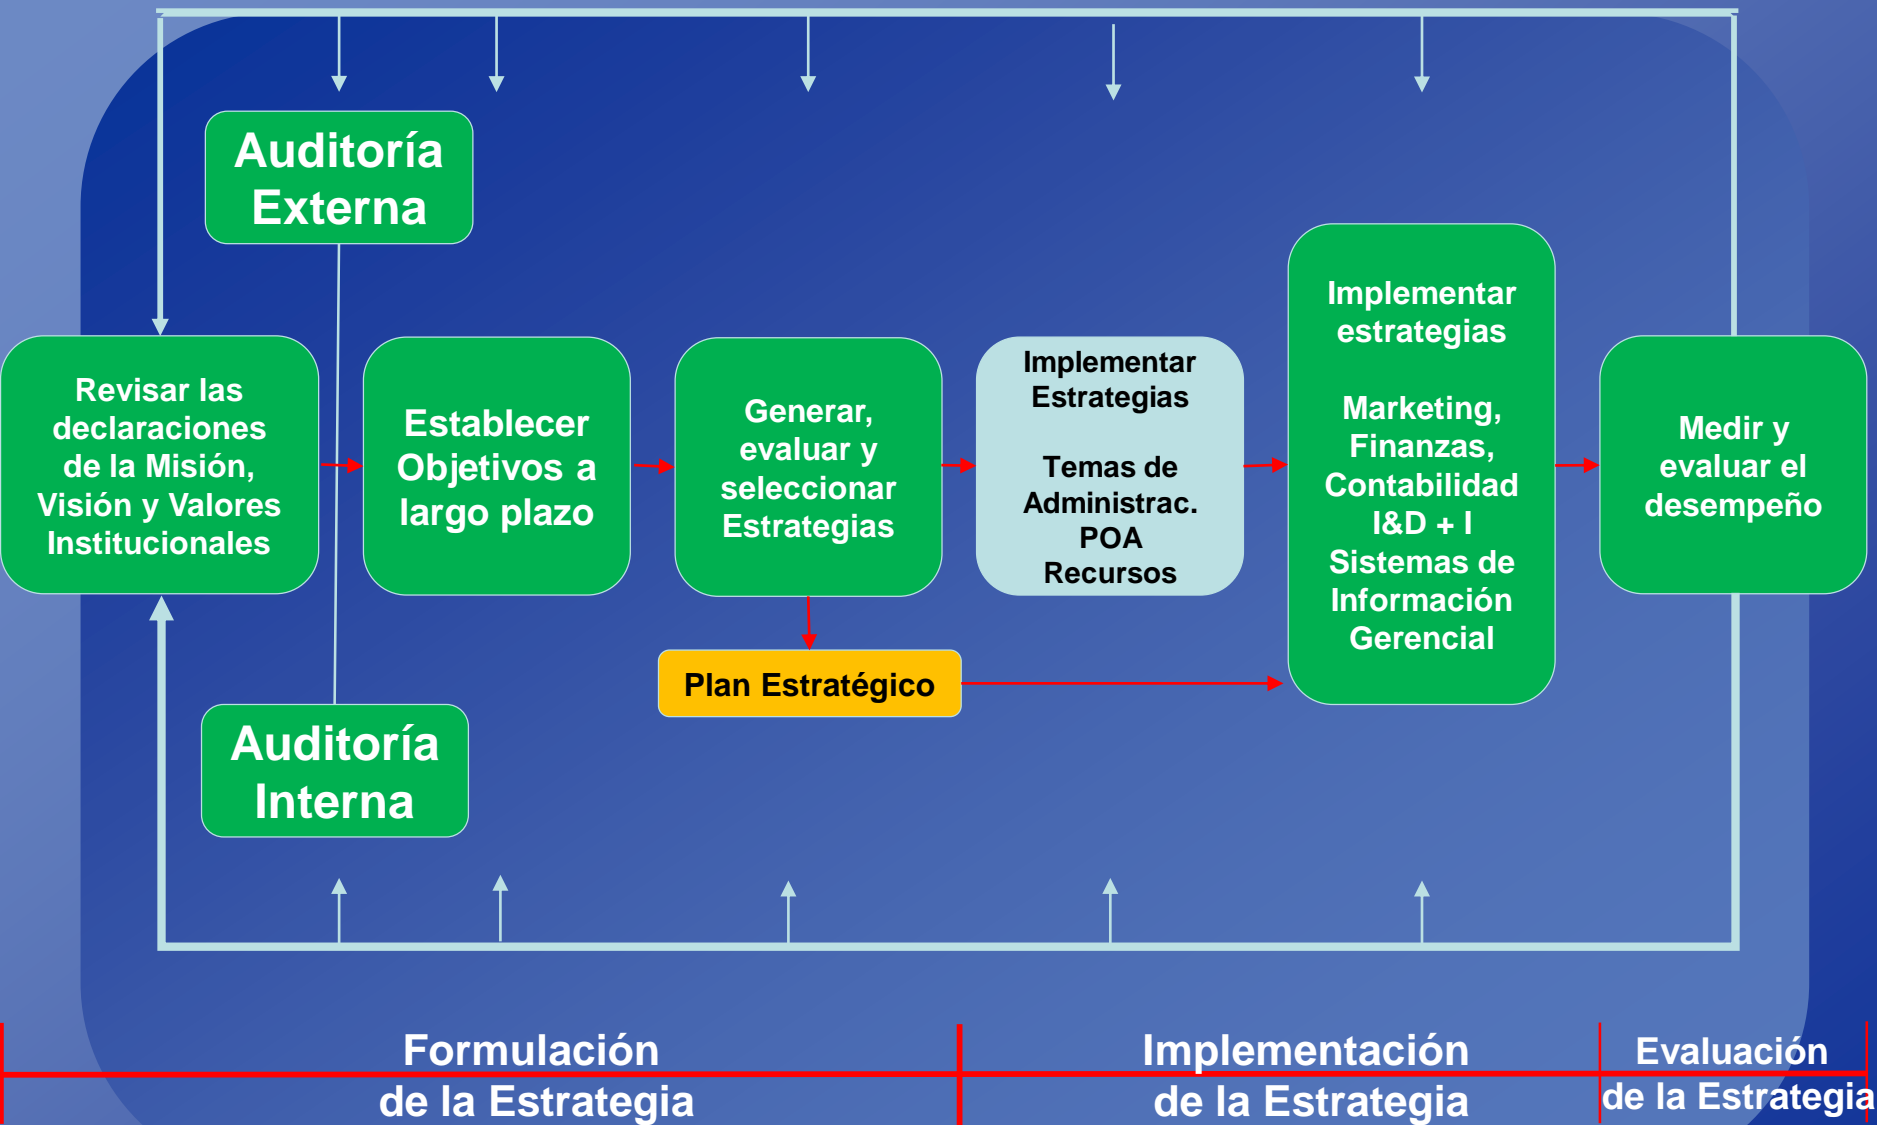 Auditoría
Externa
Revisar las
declaraciones
de la Misión,
Visión y Valores
Institucionales
Establecer
Objetivos a
largo plazo
Generar,
evaluar y
seleccionar
Estrategias
Implementar
Estrategias
Temas de
Administrac.
POA
Recursos
Implementar
estrategias
Marketing,
Finanzas,
Contabilidad
I&D + I
Sistemas de
Información
Gerencial
Medir y
evaluar el
desempeño
Plan Estratégico
Auditoría
Interna
Formulación
de la Estrategia
Implementación
de la Estrategia
Evaluación
de la Estrategia